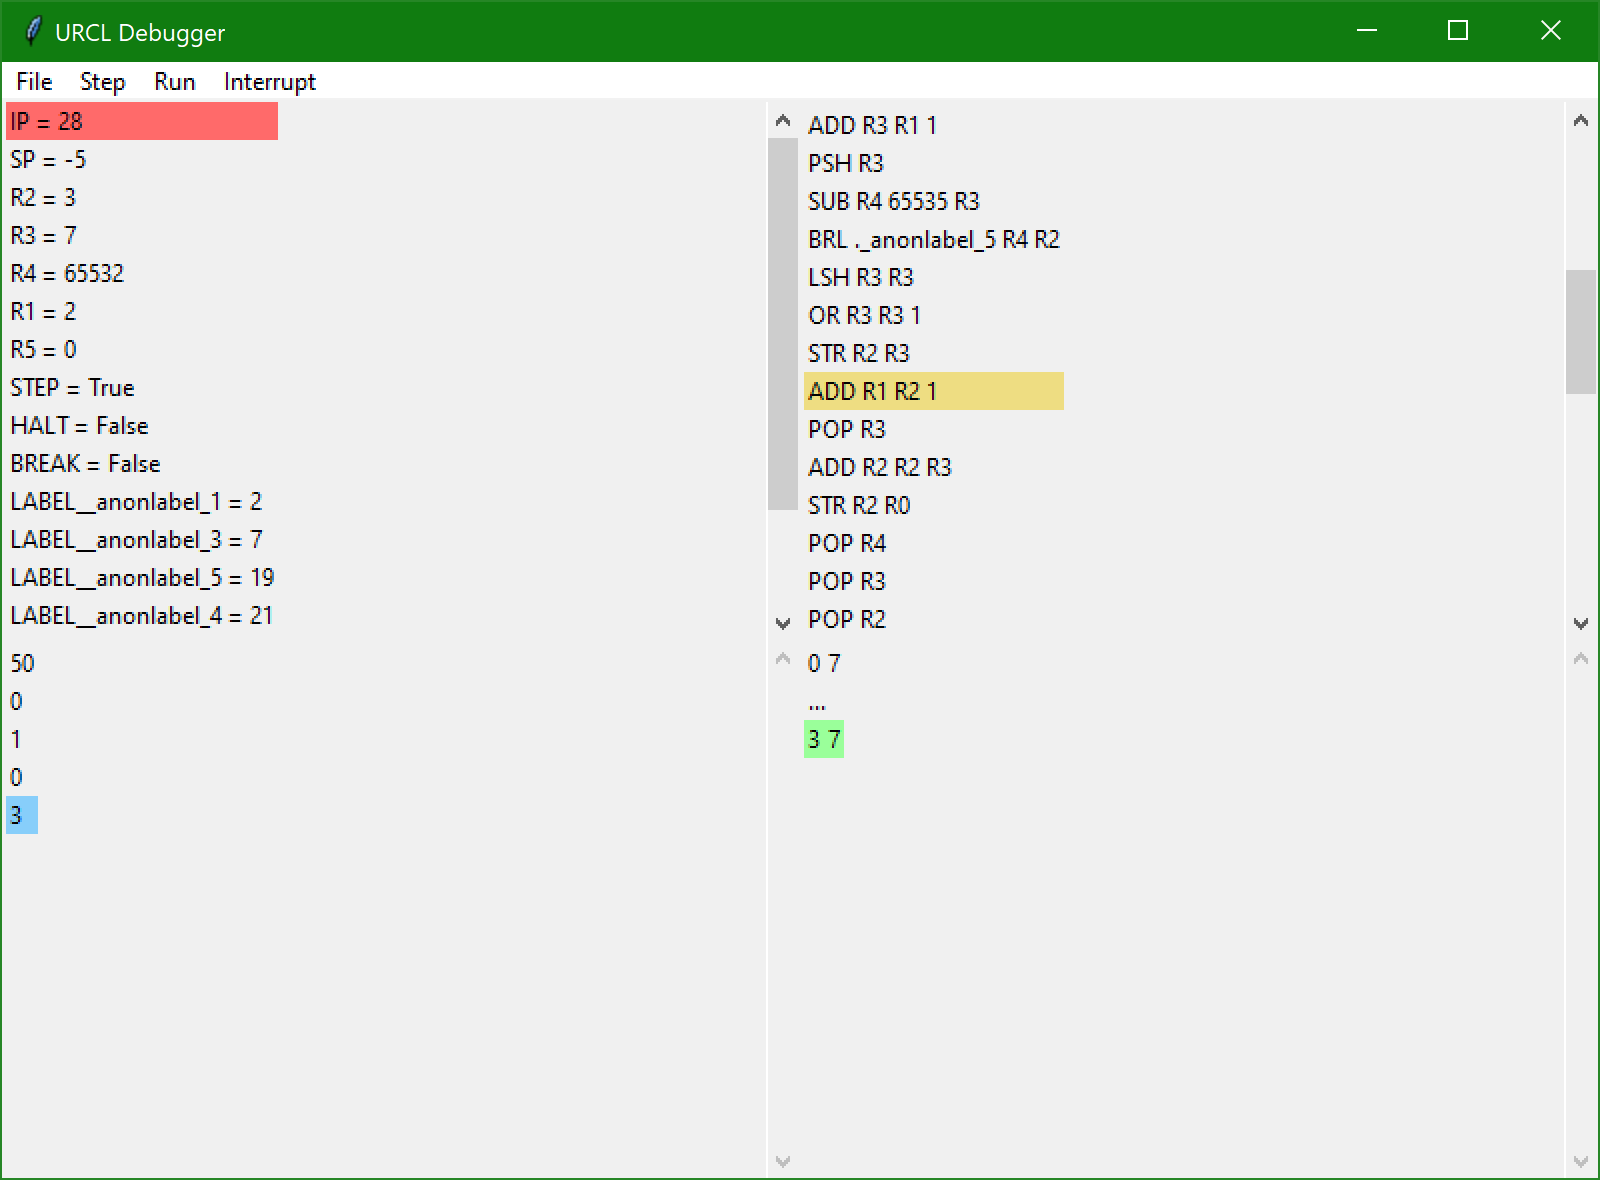 URCL Debugger
File Step Run Interrupt
IP = 28
SP = -5
R2 = 3
R3 = 7
R4 = 65532
R1 = 2
R5 = 0
STEP = True
HALT = False
BREAK = False
LABEL__anonlabel_1 = 2
LABEL__anonlabel_3 = 7
LABEL__anonlabel_5 = 19
LABEL__anonlabel_4 = 21
ADD R3 R1 1
PSH R3
SUB R4 65535 R3
BRL ._anonlabel_5 R4 R2
LSH R3 R3
OR R3 R3 1
STR R2 R3
ADD R1 R2 1
POP R3
ADD R2 R2 R3
STR R2 R0
POP R4
POP R3
POP R2
50
0
1
0
3
0 7
...
3 7